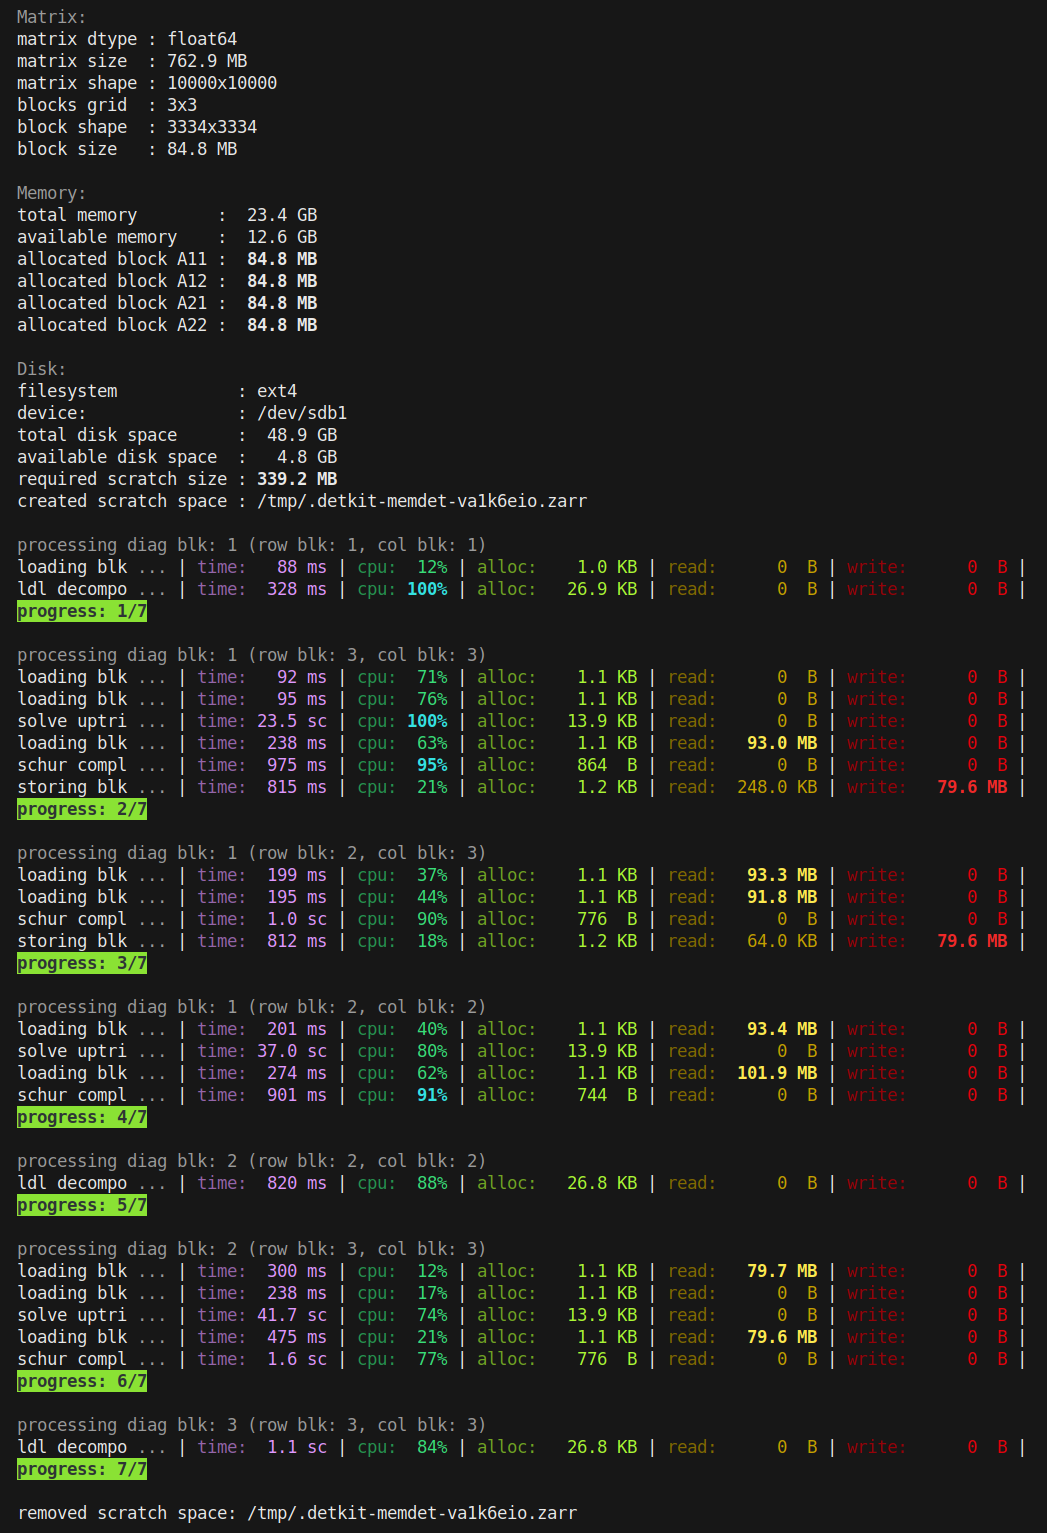 Matrix:
matrix dtype : float64
matrix size  : 762.9 MB
matrix shape : 10000x10000
blocks grid  : 3x3
block shape  : 3334x3334
block size   : 84.8 MB

Memory:
total memory        :  23.4 GB
available memory    :  12.6 GB
allocated block A11 :  84.8 MB
allocated block A12 :  84.8 MB
allocated block A21 :  84.8 MB
allocated block A22 :  84.8 MB

Disk:
filesystem            : ext4
device:               : /dev/sdb1
total disk space      :  48.9 GB
available disk space  :   4.8 GB
required scratch size : 339.2 MB
created scratch space : /tmp/.detkit-memdet-va1k6eio.zarr

processing diag blk: 1 (row blk: 1, col blk: 1)
loading blk ... | time:   88 ms | cpu:  12% | alloc:    1.0 KB | read:      0  B | write:      0  B |
ldl decompo ... | time:  328 ms | cpu: 100% | alloc:   26.9 KB | read:      0  B | write:      0  B |
progress: 1/7

processing diag blk: 1 (row blk: 3, col blk: 3)
loading blk ... | time:   92 ms | cpu:  71% | alloc:    1.1 KB | read:      0  B | write:      0  B |
loading blk ... | time:   95 ms | cpu:  76% | alloc:    1.1 KB | read:      0  B | write:      0  B |
solve uptri ... | time: 23.5 sc | cpu: 100% | alloc:   13.9 KB | read:      0  B | write:      0  B |
loading blk ... | time:  238 ms | cpu:  63% | alloc:    1.1 KB | read:   93.0 MB | write:      0  B |
schur compl ... | time:  975 ms | cpu:  95% | alloc:    864  B | read:      0  B | write:      0  B |
storing blk ... | time:  815 ms | cpu:  21% | alloc:    1.2 KB | read:  248.0 KB | write:   79.6 MB |
progress: 2/7

processing diag blk: 1 (row blk: 2, col blk: 3)
loading blk ... | time:  199 ms | cpu:  37% | alloc:    1.1 KB | read:   93.3 MB | write:      0  B |
loading blk ... | time:  195 ms | cpu:  44% | alloc:    1.1 KB | read:   91.8 MB | write:      0  B |
schur compl ... | time:  1.0 sc | cpu:  90% | alloc:    776  B | read:      0  B | write:      0  B |
storing blk ... | time:  812 ms | cpu:  18% | alloc:    1.2 KB | read:   64.0 KB | write:   79.6 MB |
progress: 3/7

processing diag blk: 1 (row blk: 2, col blk: 2)
loading blk ... | time:  201 ms | cpu:  40% | alloc:    1.1 KB | read:   93.4 MB | write:      0  B |
solve uptri ... | time: 37.0 sc | cpu:  80% | alloc:   13.9 KB | read:      0  B | write:      0  B |
loading blk ... | time:  274 ms | cpu:  62% | alloc:    1.1 KB | read:  101.9 MB | write:      0  B |
schur compl ... | time:  901 ms | cpu:  91% | alloc:    744  B | read:      0  B | write:      0  B |
progress: 4/7

processing diag blk: 2 (row blk: 2, col blk: 2)
ldl decompo ... | time:  820 ms | cpu:  88% | alloc:   26.8 KB | read:      0  B | write:      0  B |
progress: 5/7

processing diag blk: 2 (row blk: 3, col blk: 3)
loading blk ... | time:  300 ms | cpu:  12% | alloc:    1.1 KB | read:   79.7 MB | write:      0  B |
loading blk ... | time:  238 ms | cpu:  17% | alloc:    1.1 KB | read:      0  B | write:      0  B |
solve uptri ... | time: 41.7 sc | cpu:  74% | alloc:   13.9 KB | read:      0  B | write:      0  B |
loading blk ... | time:  475 ms | cpu:  21% | alloc:    1.1 KB | read:   79.6 MB | write:      0  B |
schur compl ... | time:  1.6 sc | cpu:  77% | alloc:    776  B | read:      0  B | write:      0  B |
progress: 6/7

processing diag blk: 3 (row blk: 3, col blk: 3)
ldl decompo ... | time:  1.1 sc | cpu:  84% | alloc:   26.8 KB | read:      0  B | write:      0  B |
progress: 7/7

removed scratch space: /tmp/.detkit-memdet-va1k6eio.zarr